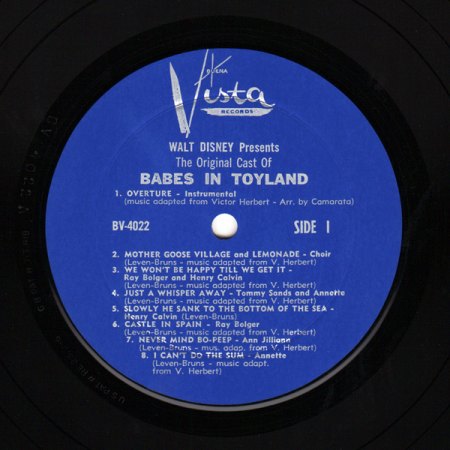 BUENA
Vista
RECORDS
WALT DISNEY Presents
The Original Cast Of
BABES IN TOYLAND
1. OVERTURE - Instrumental
(music adapted from Victor Herbert - Arr. by Camarata)
BV-4022 SIDE 1
2. MOTHER GOOSE VILLAGE and LEMONADE - Choir
(Leven-Bruns - music adapted from V. Herbert)
3. WE WON'T BE HAPPY TILL WE GET IT -
Ray Bolger and Henry Calvin
(Leven-Bruns - music adapted from V. Herbert)
4. JUST A WHISPER AWAY - Tommy Sands and Annette
(Leven-Bruns - music adapted from V. Herbert)
5. SLOWLY HE SANK TO THE BOTTOM OF THE SEA -
Henry Calvin (Leven-Bruns)
6. CASTLE IN SPAIN - Ray Bolger
(Leven-Bruns - music adapted from V. Herbert)
7. NEVER MIND BO-PEEP - Ann Jilliann
(Leven-Bruns - mus. adap. from V. Herbert)
8. I CAN'T DO THE SUM - Annette
(Leven-Bruns - music adapt.
from V. Herbert)